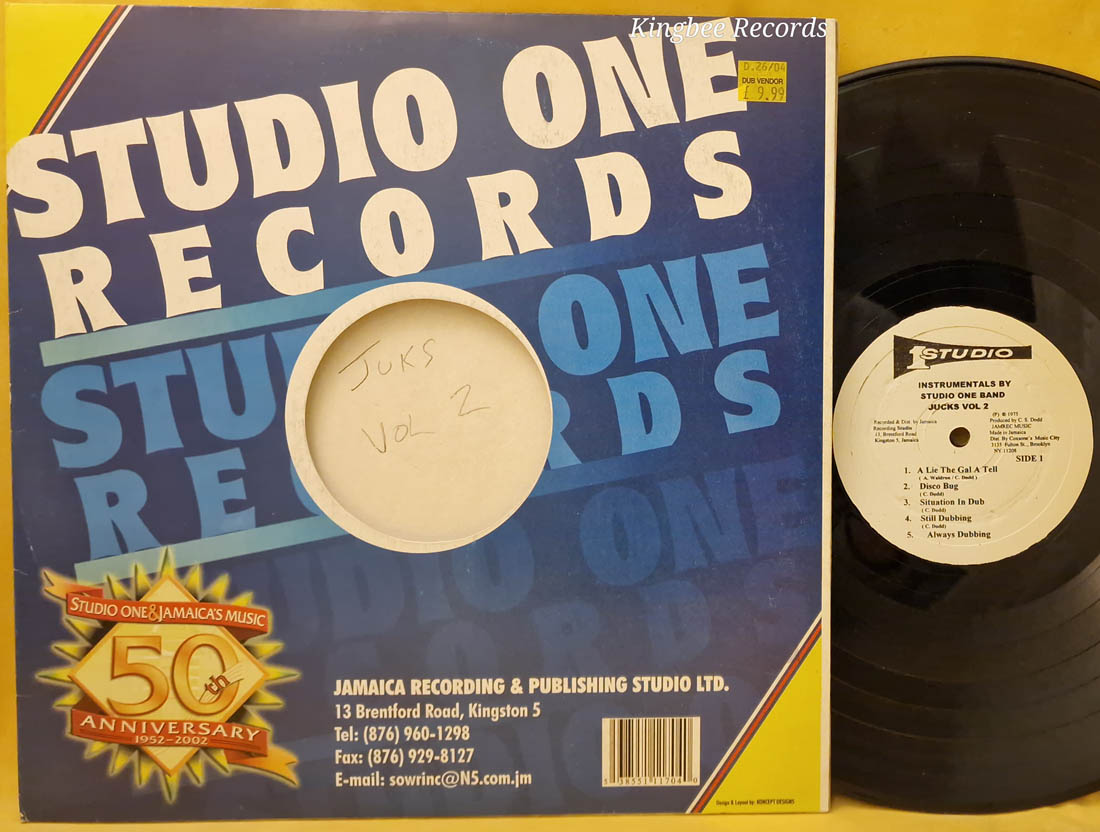 Kingbee Records
D.26/04
DUB VENDOR
£ 9.99
STUDIO ONE
RECORDS
STUDIO ONE
RECORDS
STUDIO ONE
RECORDS
JUKS
VOL 2
STUDIO ONE & JAMAICA'S MUSIC
50th
ANNIVERSARY
1952-2002
JAMAICA RECORDING & PUBLISHING STUDIO LTD.
13 Brentford Road, Kingston 5
Tel: (876) 960-1298
Fax: (876) 929-8127
E-mail: sowrinc@N5.com.jm
5 38551 11704 0
Design & Layout by: KONCEPT DESIGNS
1 STUDIO
INSTRUMENTALS BY
STUDIO ONE BAND
JUCKS VOL 2
Recorded & Dist. by Jamaica
Recording Studio
13, Brentford Road
Kingston 5, Jamaica
(P) © 1975
Produced by C. S. Dodd
JAMREC MUSIC
Made in Jamaica
Dist. By Coxsone's Music City
3135 Fulton St., Brooklyn
NY 11208
SIDE 1
1. A Lie The Gal A Tell
( A. Waldron / C. Dodd )
2. Disco Bug
( C. Dodd)
3. Situation In Dub
( C. Dodd)
4. Still Dubbing
( C. Dodd)
5. Always Dubbing